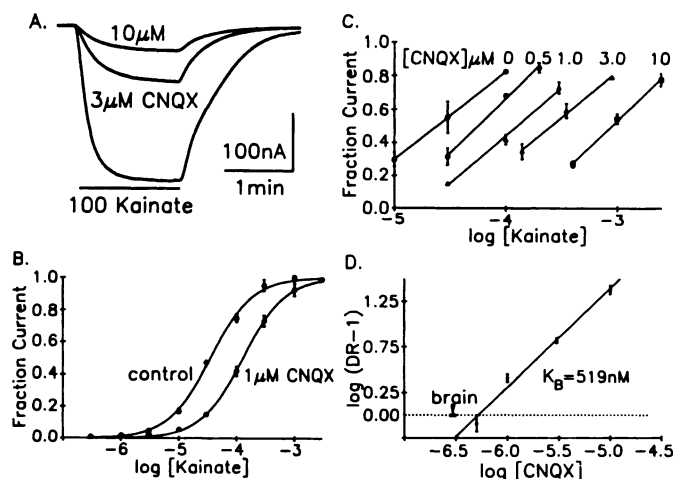 A.
10μM
3μM CNQX
100nA
1min
100 Kainate
B.
Fraction Current
1.0
0.8
0.6
0.4
0.2
0.0
control
1μM CNQX
-6
-5
-4
-3
log [Kainate]
C.
Fraction Current
[CNQX]μM 0 0.5 1.0 3.0 10
1.0
0.8
0.6
0.4
0.2
0.0
-5
-4
-3
log [Kainate]
D.
log (DR-1)
1.25
0.75
0.25
0.00
brain
K_B=519nM
-6.5
-6.0
-5.5
-5.0
-4.5
log [CNQX]